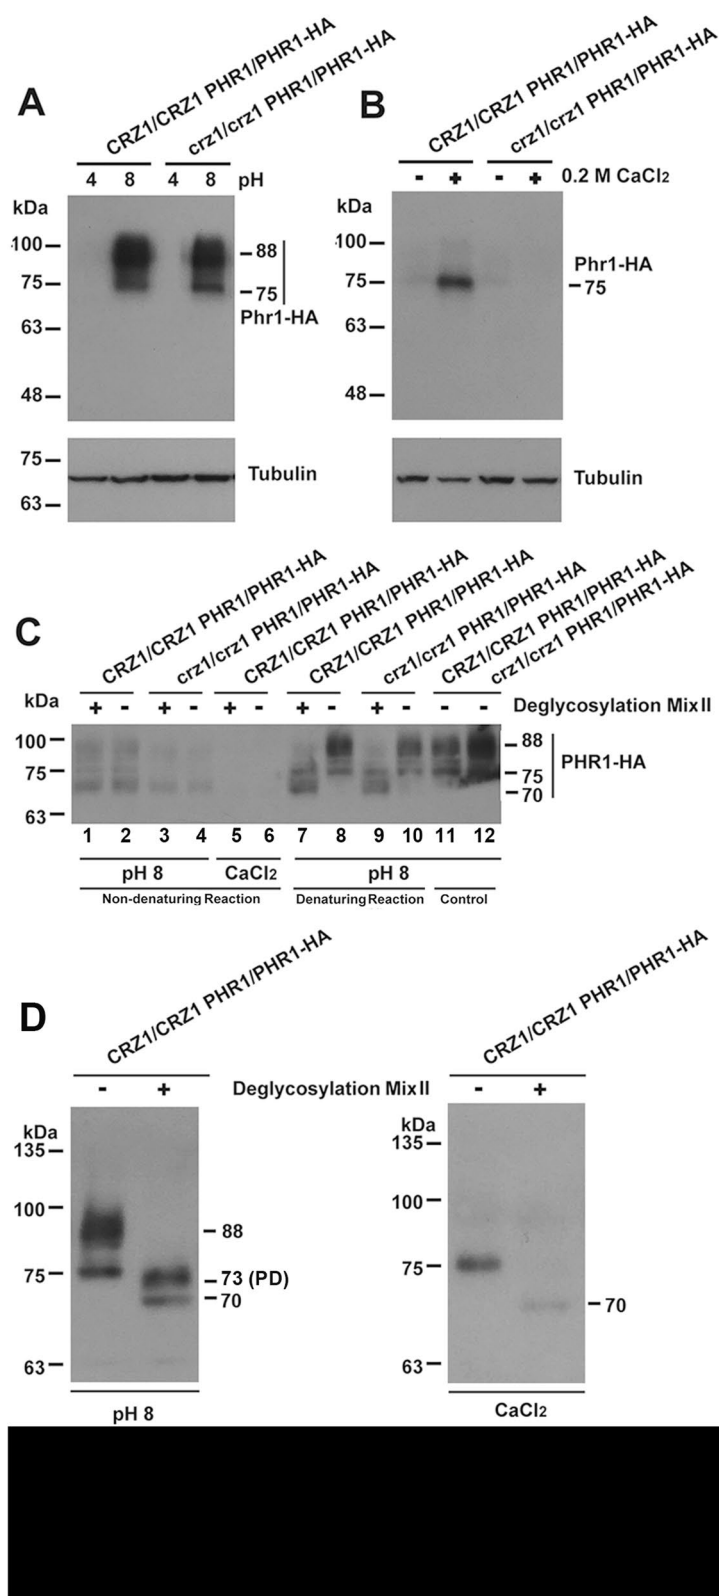 A
CRZ1/CRZ1 PHR1/PHR1-HA
crz1/crz1 PHR1/PHR1-HA
4 8 4 8 pH
kDa
100
75
63
48
88
75
Phr1-HA
75
63
Tubulin
B
CRZ1/CRZ1 PHR1/PHR1-HA
crz1/crz1 PHR1/PHR1-HA
- + - + 0.2 M CaCl2
kDa
100
75
63
48
Phr1-HA
75
75
63
Tubulin
C
CRZ1/CRZ1 PHR1/PHR1-HA
crz1/crz1 PHR1/PHR1-HA
CRZ1/CRZ1 PHR1/PHR1-HA
CRZ1/CRZ1 PHR1/PHR1-HA
crz1/crz1 PHR1/PHR1-HA
CRZ1/CRZ1 PHR1/PHR1-HA
crz1/crz1 PHR1/PHR1-HA
kDa
+ - + - + - + - + - - - Deglycosylation Mix II
100
75
63
88
75
70
PHR1-HA
1 2 3 4 5 6 7 8 9 10 11 12
pH 8 CaCl2 pH 8
Non-denaturing Reaction Denaturing Reaction Control
D
CRZ1/CRZ1 PHR1/PHR1-HA
- + Deglycosylation Mix II
kDa
135
100
75
63
88
73 (PD)
70
pH 8
CRZ1/CRZ1 PHR1/PHR1-HA
- +
kDa
135
100
75
63
70
CaCl2